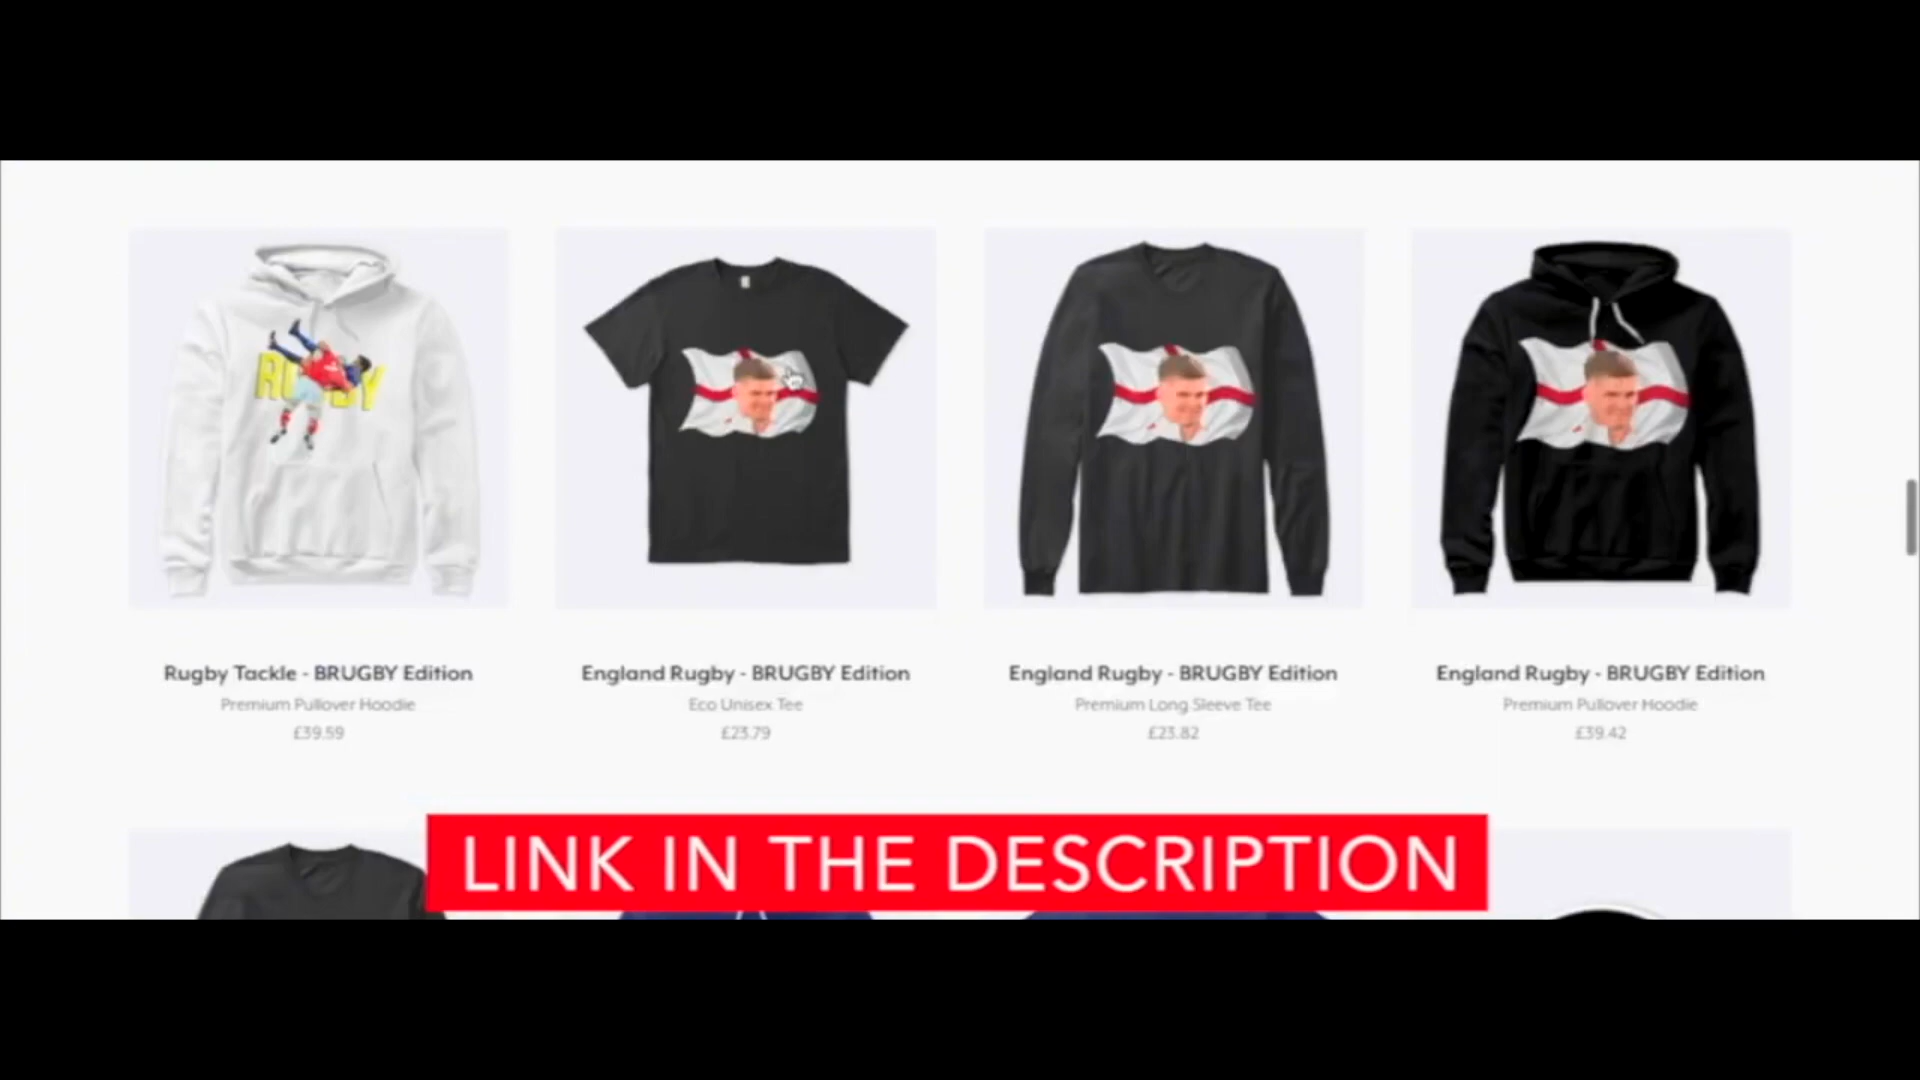 RUGBY
Rugby Tackle - BRUGBY Edition
Premium Pullover Hoodie
£39.59
England Rugby - BRUGBY Edition
Eco Unisex Tee
£23.79
England Rugby - BRUGBY Edition
Premium Long Sleeve Tee
£23.82
England Rugby - BRUGBY Edition
Premium Pullover Hoodie
£39.42
LINK IN THE DESCRIPTION